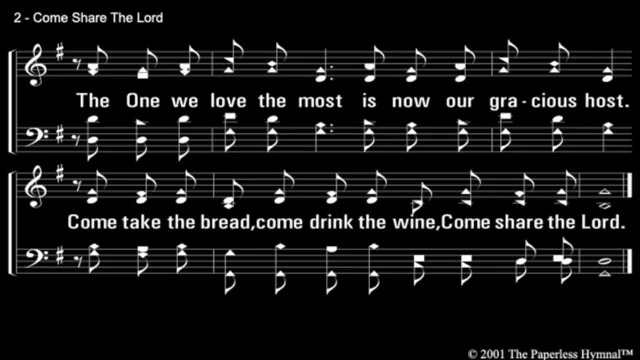 2 - Come Share The Lord
The One we love the most is now our gra - cious host.
Come take the bread,come drink the wine,Come share the Lord.
© 2001 The Paperless Hymnal™